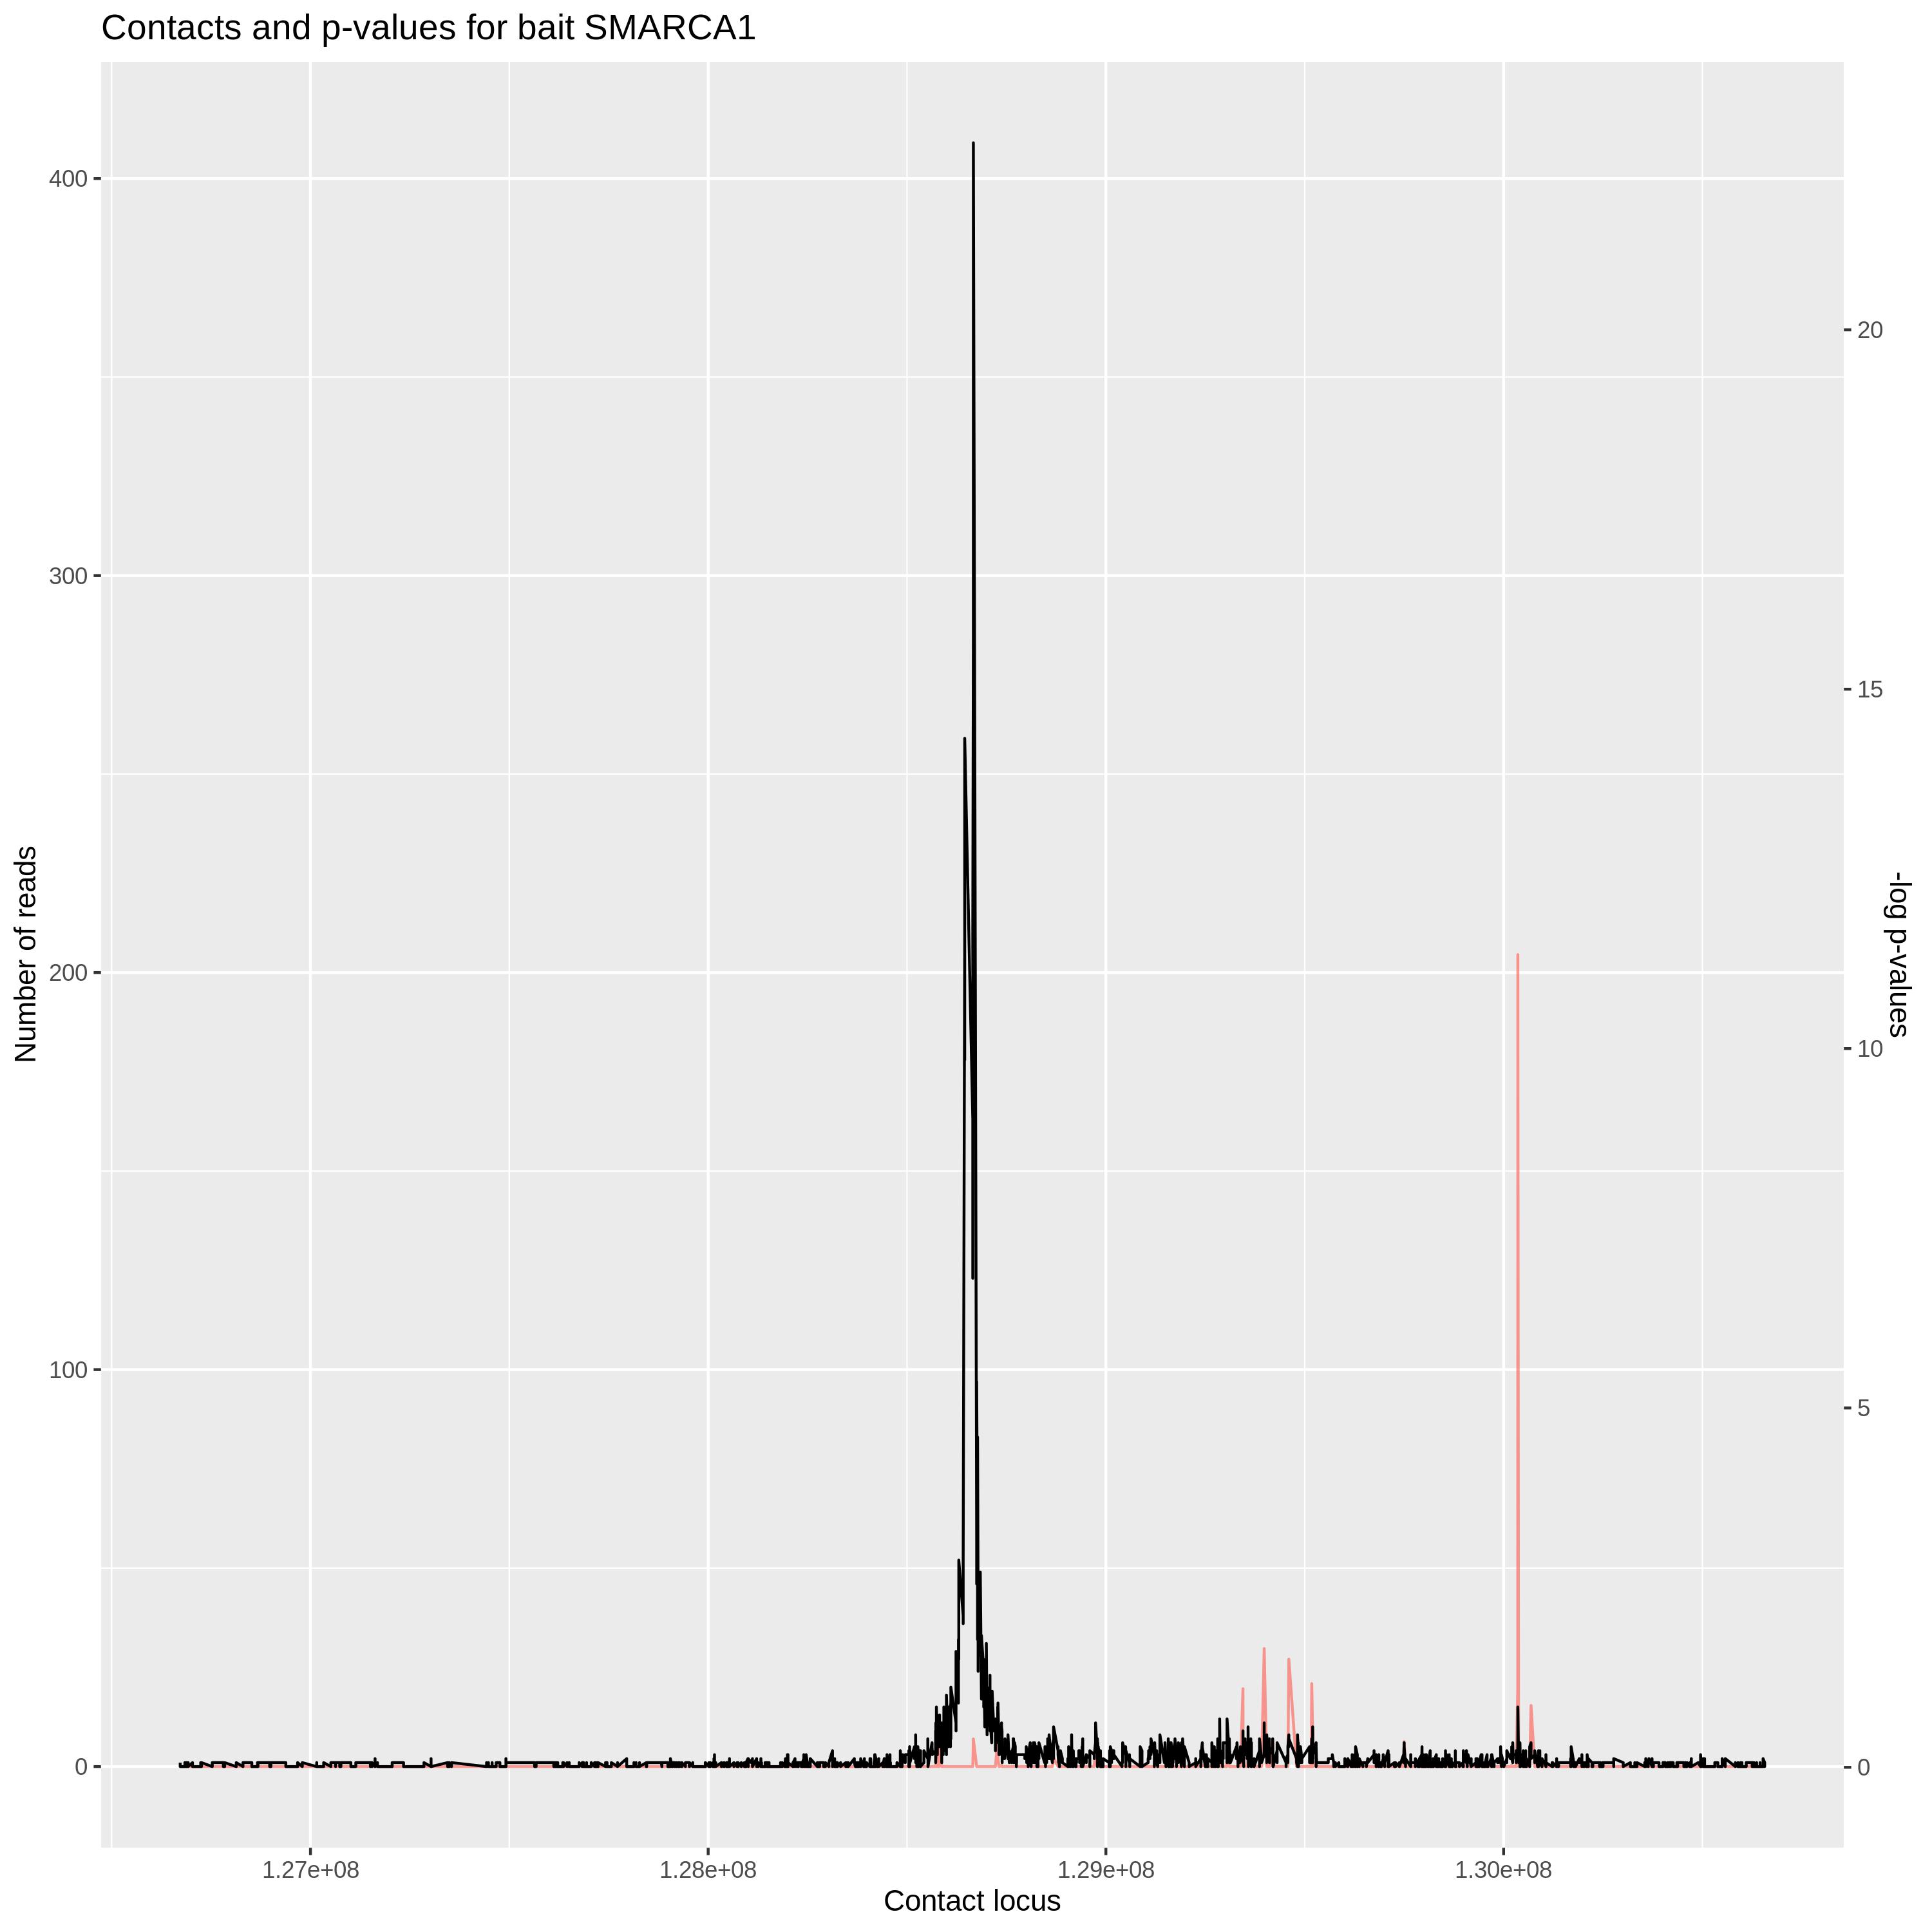 Contacts and p-values for bait SMARCA1
400
300
200
100
0
Number of reads
20
15
10
5
0
-log p-values
1.27e+08
1.28e+08
1.29e+08
1.30e+08
Contact locus